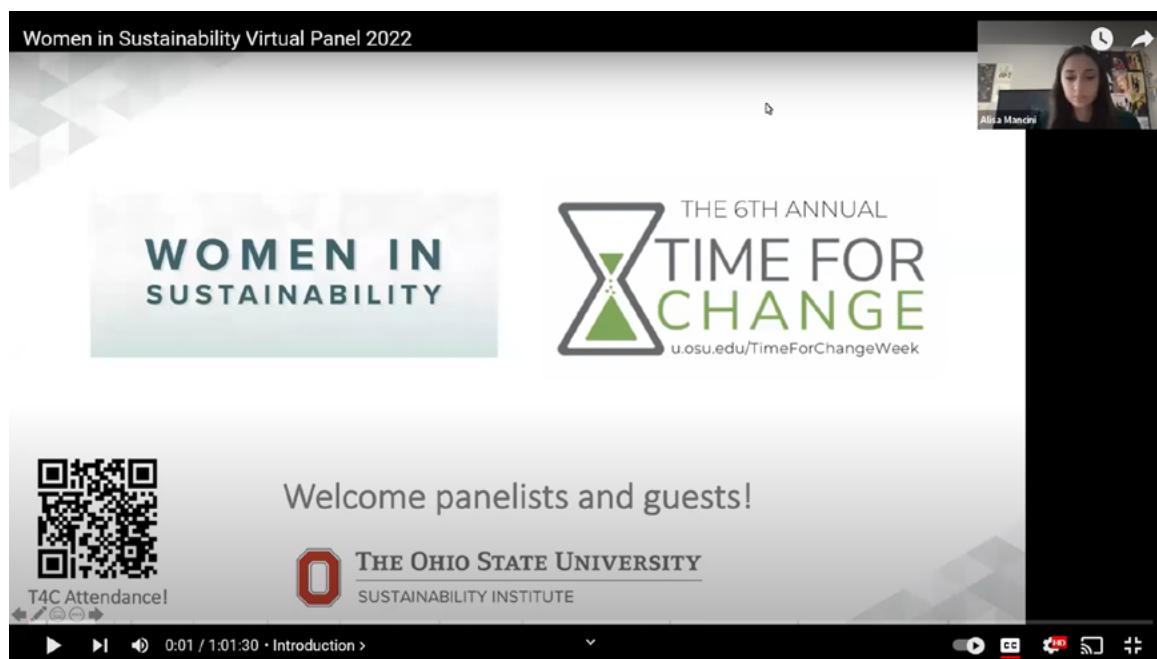 Women in Sustainability Virtual Panel 2022
Alisa Mancini
WOMEN IN
SUSTAINABILITY
THE 6TH ANNUAL
TIME FOR
CHANGE
u.osu.edu/TimeForChangeWeek
Welcome panelists and guests!
T4C Attendance!
THE OHIO STATE UNIVERSITY
SUSTAINABILITY INSTITUTE
0:01 / 1:01:30 • Introduction >
CC
HD